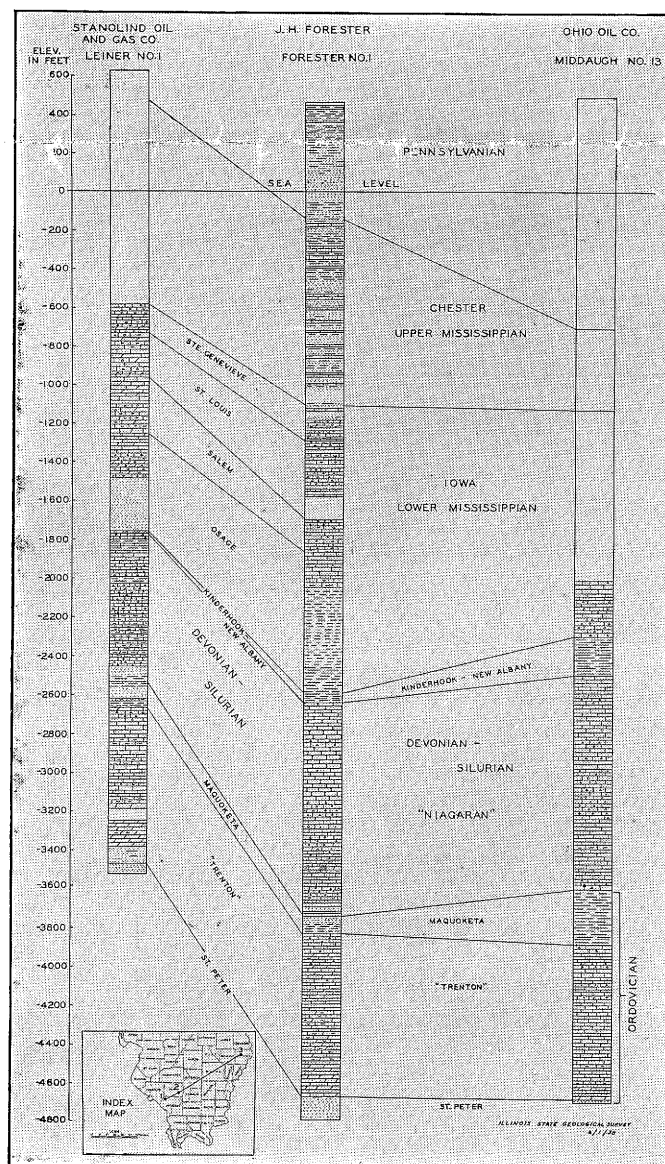 STANOLIND OIL
AND GAS CO.
LEINER NO.1
J. H. FORESTER
FORESTER NO.1
OHIO OIL CO.
MIDDAUGH NO. 13
ELEV.
IN FEET
600
400
200
0
-200
-400
-600
-800
-1000
-1200
-1400
-1600
-1800
-2000
-2200
-2400
-2600
-2800
-3000
-3200
-3400
-3600
-3800
-4000
-4200
-4400
-4600
-4800
PENNSYLVANIAN
SEA LEVEL
CHESTER
UPPER MISSISSIPPIAN
STE. GENEVIEVE
ST. LOUIS
SALEM
OSAGE
IOWA
LOWER MISSISSIPPIAN
KINDERHOOK-
NEW ALBANY
KINDERHOOK - NEW ALBANY
DEVONIAN -
SILURIAN
DEVONIAN -
SILURIAN
"NIAGARAN"
MAQUOKETA
MAQUOKETA
"TRENTON"
"TRENTON"
ORDOVICIAN
ST. PETER
ST. PETER
INDEX
MAP
ILLINOIS STATE GEOLOGICAL SURVEY